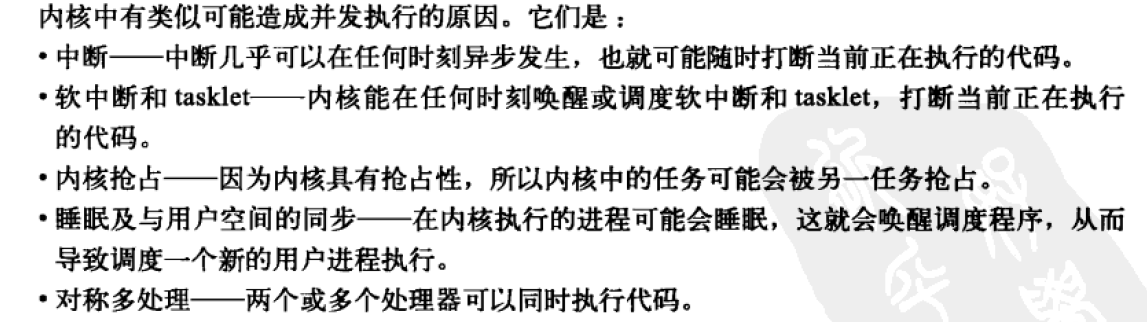 内核中有类似可能造成并发执行的原因。它们是：
• 中断——中断几乎可以在任何时刻异步发生，也就可能随时打断当前正在执行的代码。
• 软中断和 tasklet——内核能在任何时刻唤醒或调度软中断和 tasklet，打断当前正在执行
的代码。
• 内核抢占——因为内核具有抢占性，所以内核中的任务可能会被另一任务抢占。
• 睡眠及与用户空间的同步——在内核执行的进程可能会睡眠，这就会唤醒调度程序，从而
导致调度一个新的用户进程执行。
• 对称多处理——两个或多个处理器可以同时执行代码。